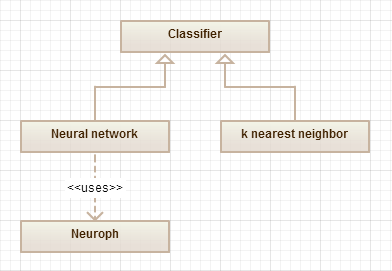 Classifier
Neural network
k nearest neighbor
<<uses>>
Neuroph